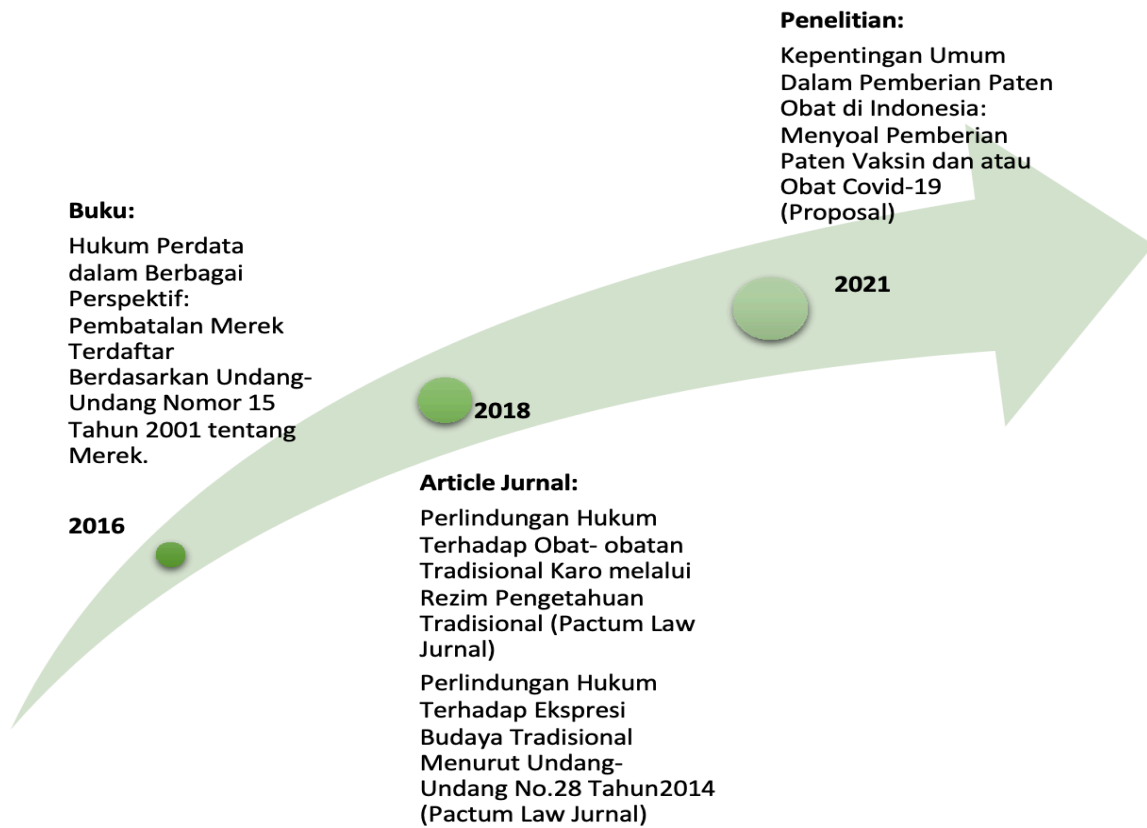 Buku:
Hukum Perdata
dalam Berbagai
Perspektif:
Pembatalan Merek
Terdaftar
Berdasarkan Undang-
Undang Nomor 15
Tahun 2001 tentang
Merek.
2016
2018
Article Jurnal:
Perlindungan Hukum
Terhadap Obat- obatan
Tradisional Karo melalui
Rezim Pengetahuan
Tradisional (Pactum Law
Jurnal)
Perlindungan Hukum
Terhadap Ekspresi
Budaya Tradisional
Menurut Undang-
Undang No.28 Tahun2014
(Pactum Law Jurnal)
Penelitian:
Kepentingan Umum
Dalam Pemberian Paten
Obat di Indonesia:
Menyoal Pemberian
Paten Vaksin dan atau
Obat Covid-19
(Proposal)
2021